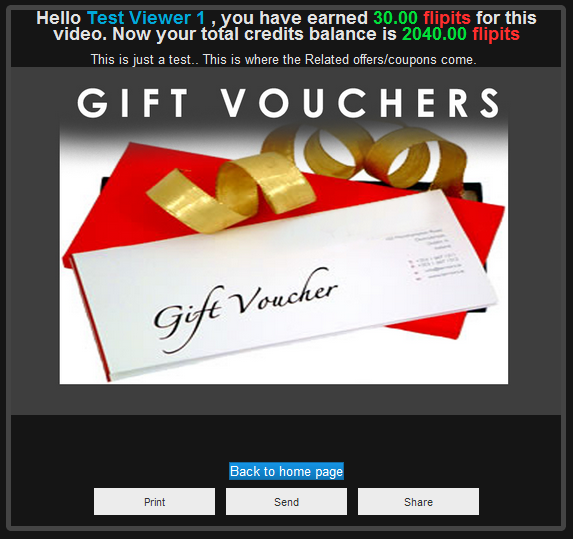 Hello Test Viewer 1 , you have earned 30.00 flipits for this
video. Now your total credits balance is 2040.00 flipits
This is just a test.. This is where the Related offers/coupons come.
GIFT VOUCHERS
Gift Voucher
Back to home page
Print Send Share